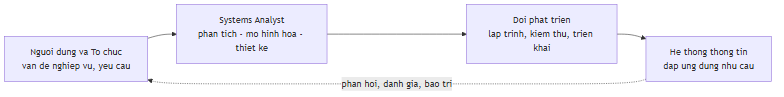 Nguoi dung va To chuc
van de nghiep vu, yeu cau
Systems Analyst
phan tich - mo hinh hoa -
thiet ke
Doi phat trien
lap trinh, kiem thu, trien
khai
He thong thong tin
dap ung dung nhu cau
phan hoi, danh gia, bao tri